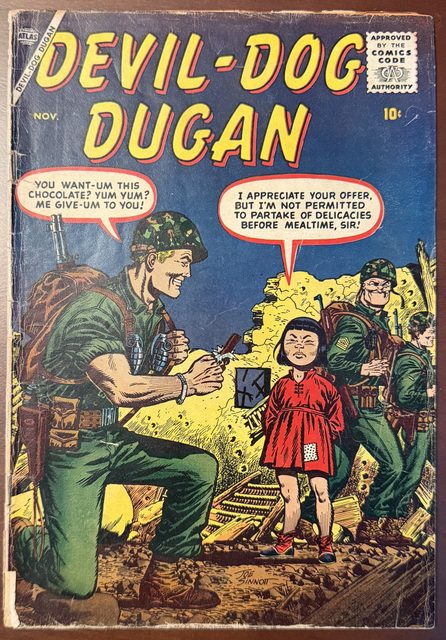 ATLAS
DEVIL-DOG DUGAN
DEVIL-DOG
DUGAN
APPROVED
BY THE
COMICS
CODE
CA
AUTHORITY
NOV.
10¢
YOU WANT-UM THIS
CHOCOLATE? YUM YUM?
ME GIVE-UM TO YOU!
I APPRECIATE YOUR OFFER,
BUT I'M NOT PERMITTED
TO PARTAKE OF DELICACIES
BEFORE MEALTIME, SIR!
JOE
SINNOTT